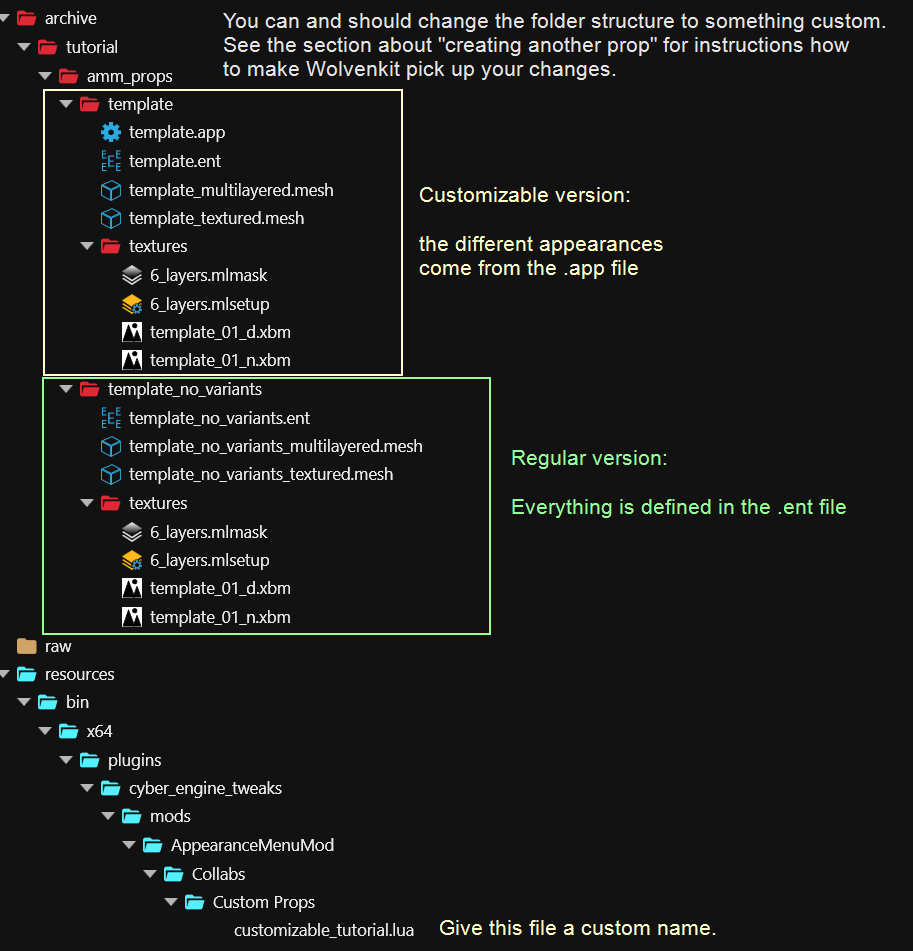 archive
You can and should change the folder structure to something custom.
tutorial
See the section about "creating another prop" for instructions how
amm_props
to make Wolvenkit pick up your changes.
template
template.app
template.ent
template_multilayered.mesh
Customizable version:
template_textured.mesh
textures
the different appearances
come from the .app file
6_layers.mlmask
6_layers.mlsetup
template_01_d.xbm
template_01_n.xbm
template_no_variants
template_no_variants.ent
template_no_variants_multilayered.mesh
Regular version:
template_no_variants_textured.mesh
textures
Everything is defined in the .ent file
6_layers.mlmask
6_layers.mlsetup
template_01_d.xbm
template_01_n.xbm
raw
resources
bin
x64
plugins
cyber_engine_tweaks
mods
AppearanceMenuMod
Collabs
Custom Props
customizable_tutorial.lua
Give this file a custom name.